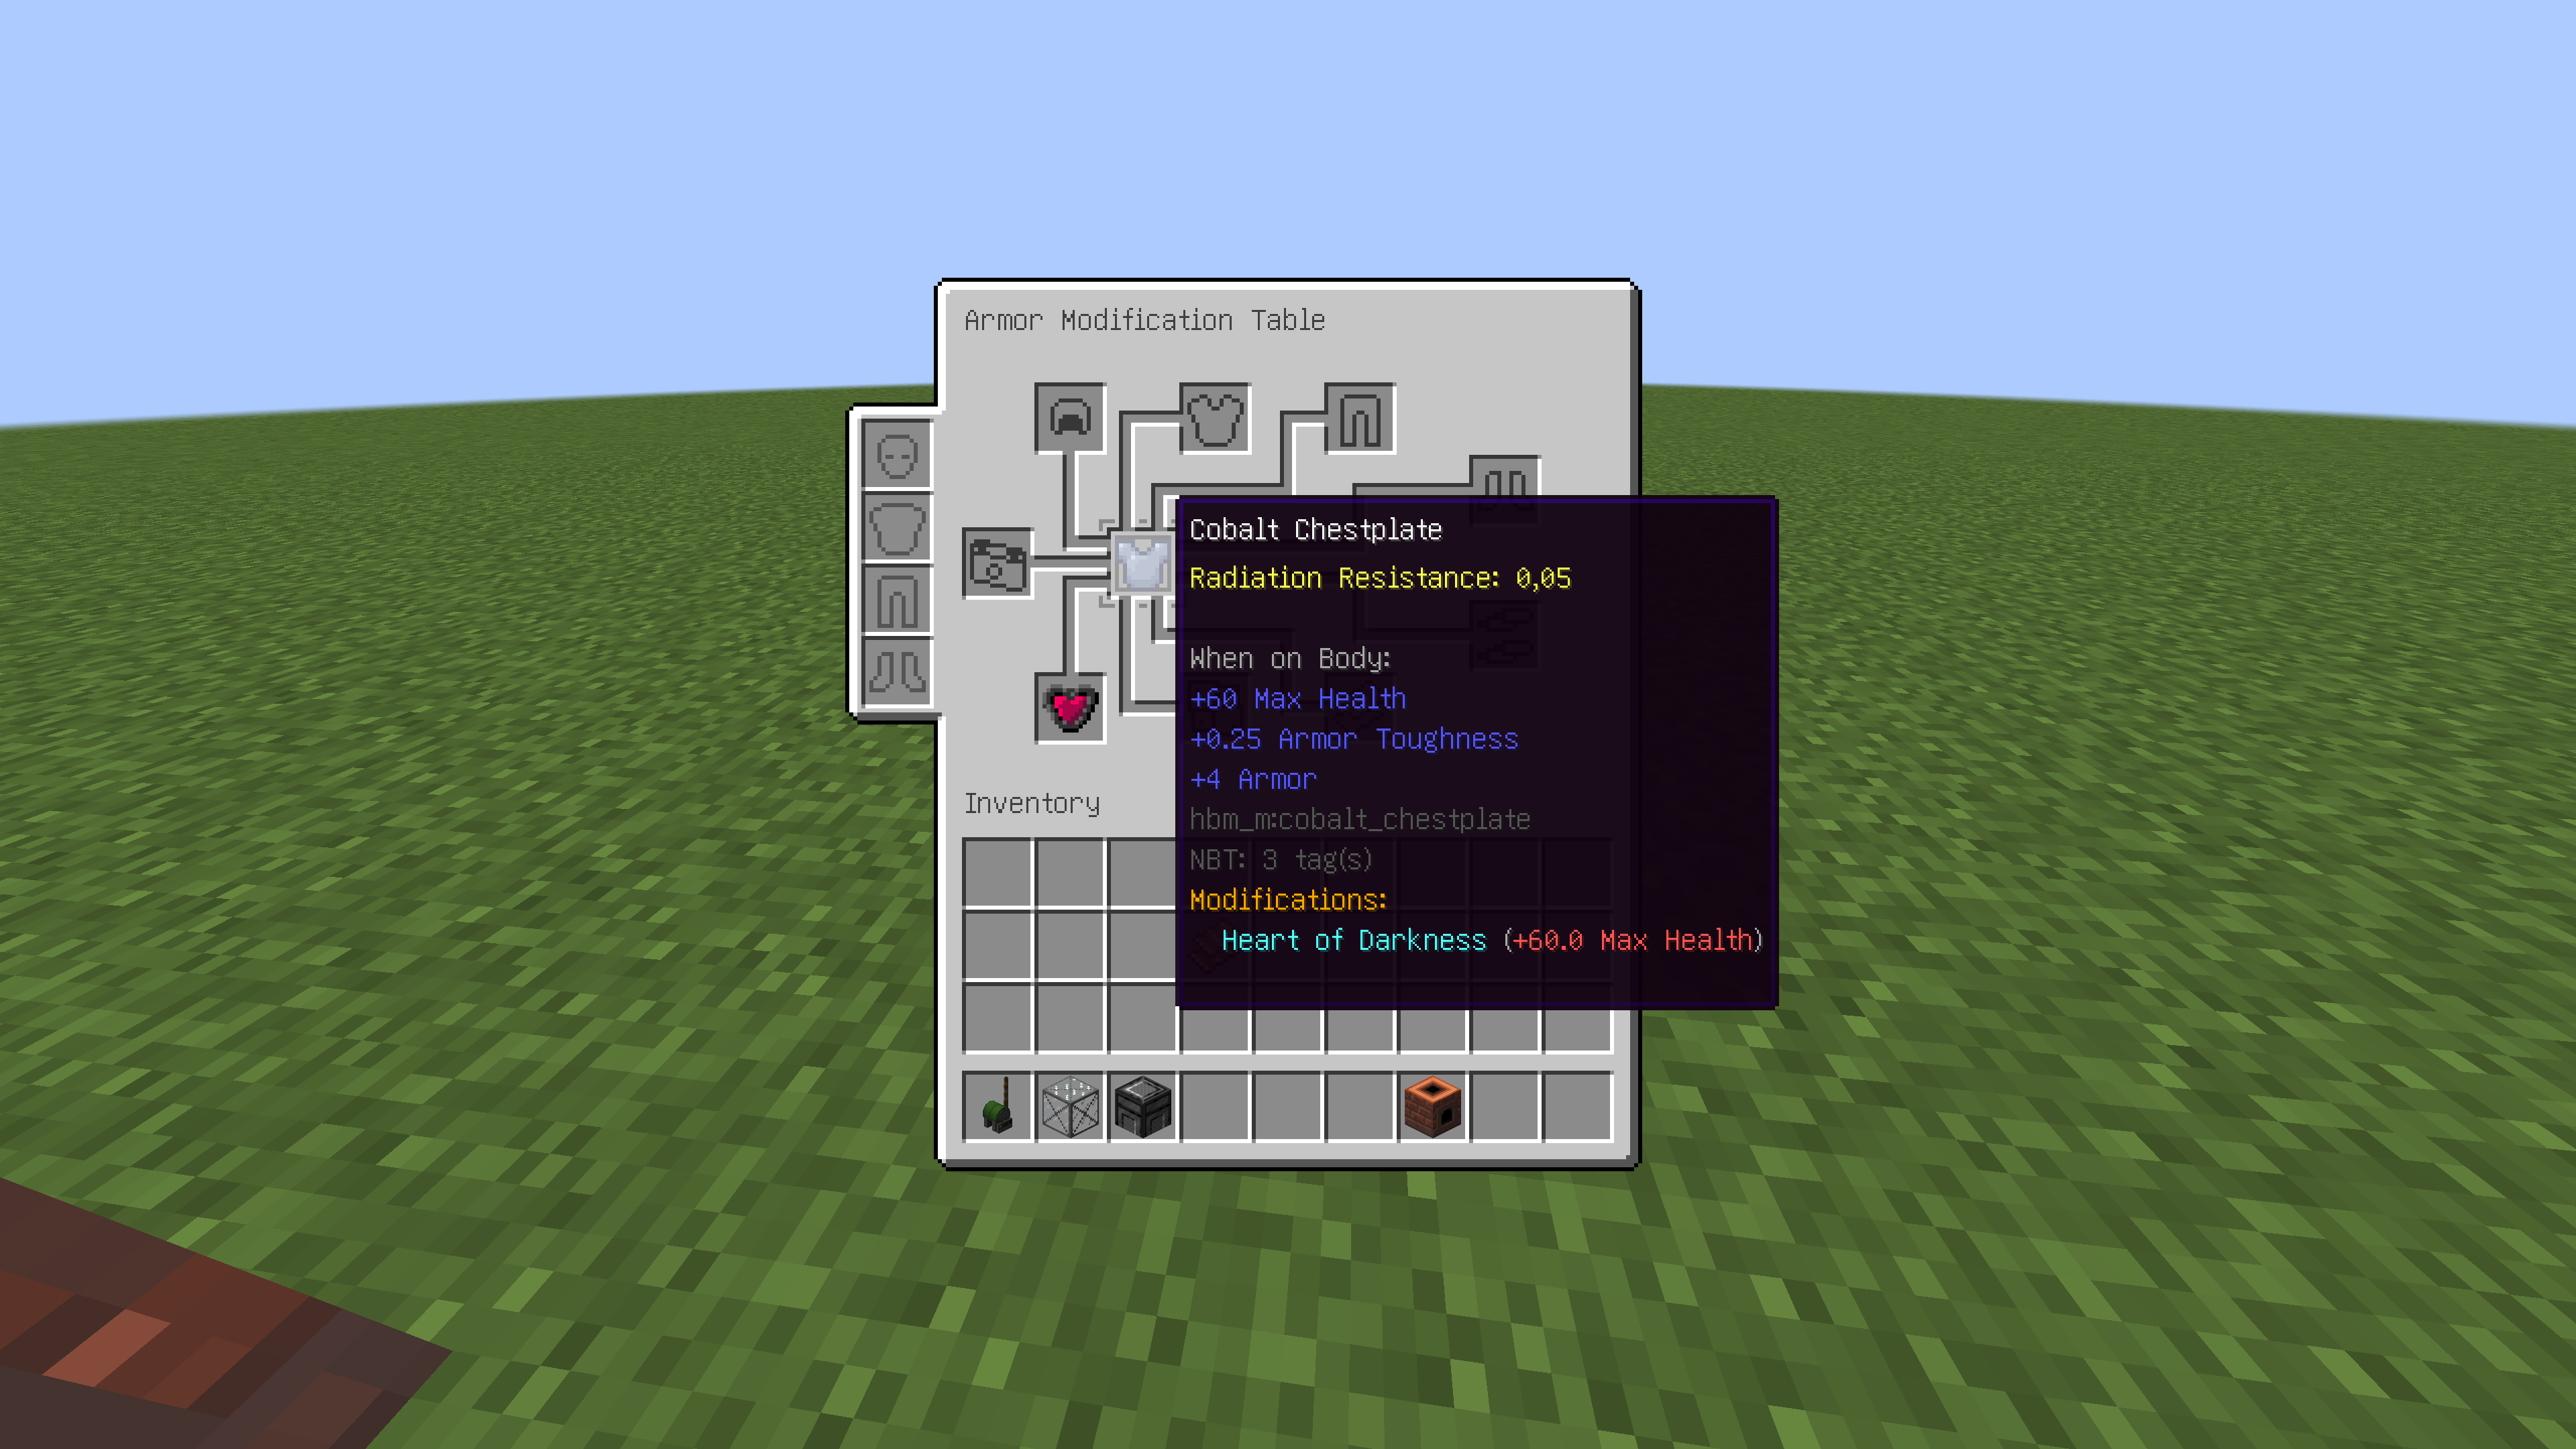 Armor Modification Table
Cobalt Chestplate
Radiation Resistance: 0,05
When on Body:
+60 Max Health
+0.25 Armor Toughness
+4 Armor
hbm_m:cobalt_chestplate
NBT: 3 tag(s)
Modifications:
Heart of Darkness (+60.0 Max Health)
Inventory